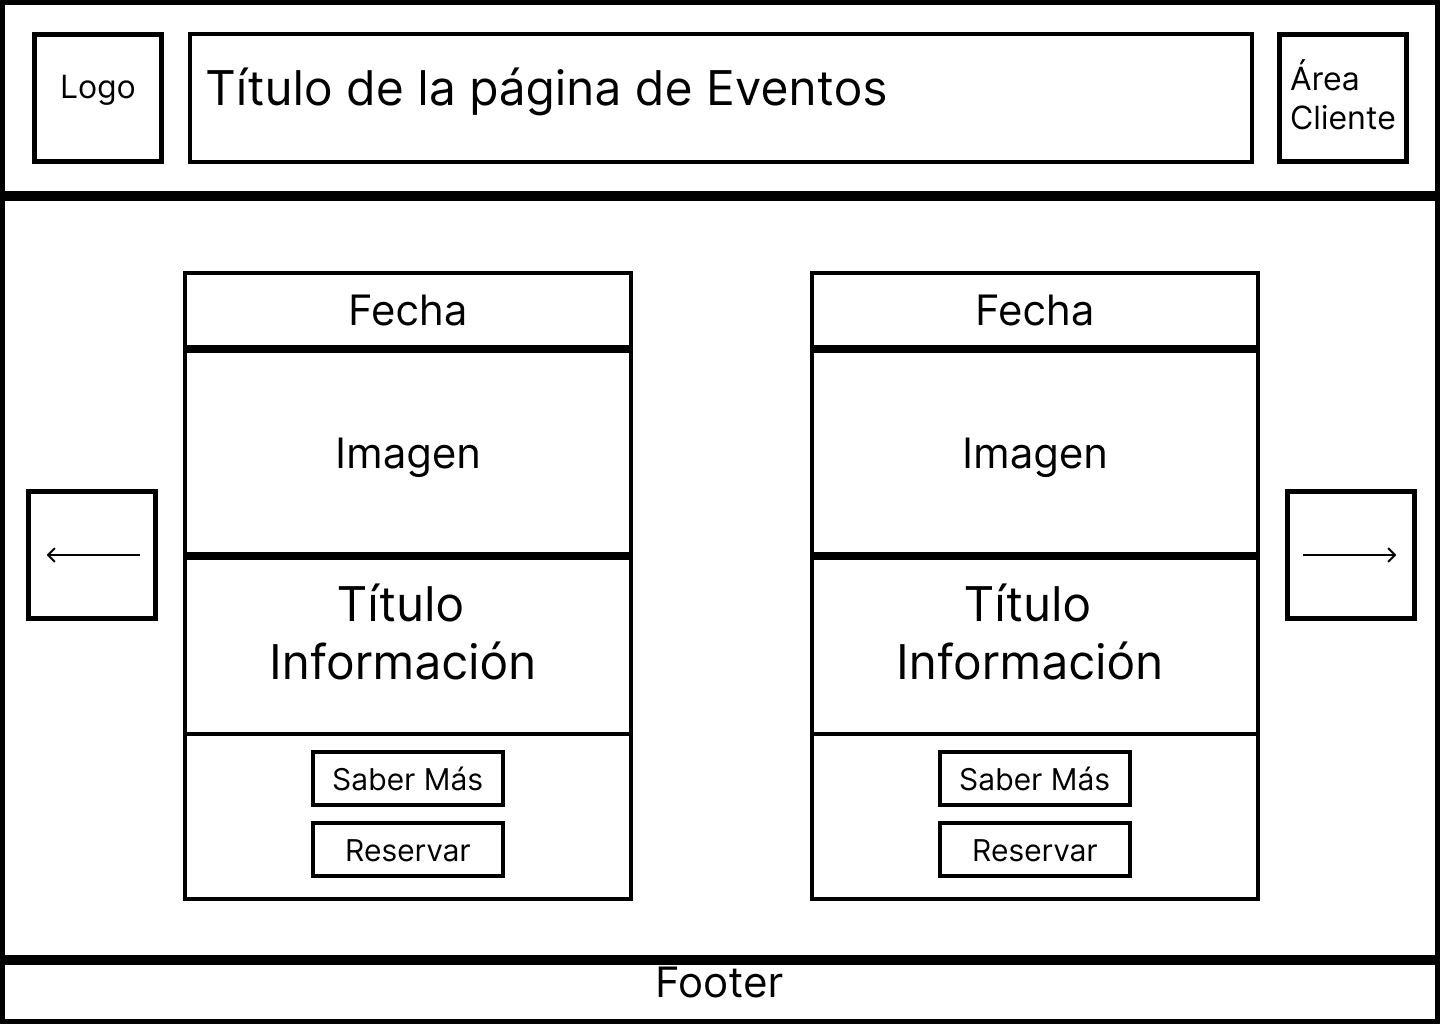 Logo
Título de la página de Eventos
Área
Cliente
Fecha
Imagen
Título
Información
Saber Más
Reservar
Fecha
Imagen
Título
Información
Saber Más
Reservar
Footer